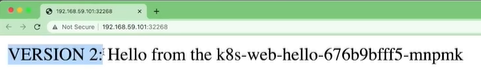 192.168.59.101:32268
Not Secure | 192.168.59.101:32268
VERSION 2: Hello from the k8s-web-hello-676b9bfff5-mnpmk